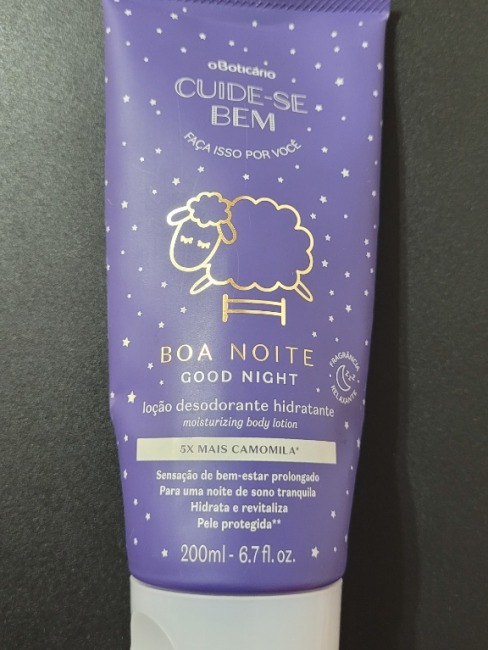 oBoticário
CUIDE-SE
BEM
FAÇA ISSO POR VOCÊ
BOA NOITE
GOOD NIGHT
FRAGRÂNCIA
zzz
RELAXANTE
loção desodorante hidratante
moisturizing body lotion
5X MAIS CAMOMILA*
Sensação de bem-estar prolongado
Para uma noite de sono tranquila
Hidrata e revitaliza
Pele protegida**
200ml - 6.7 fl. oz.